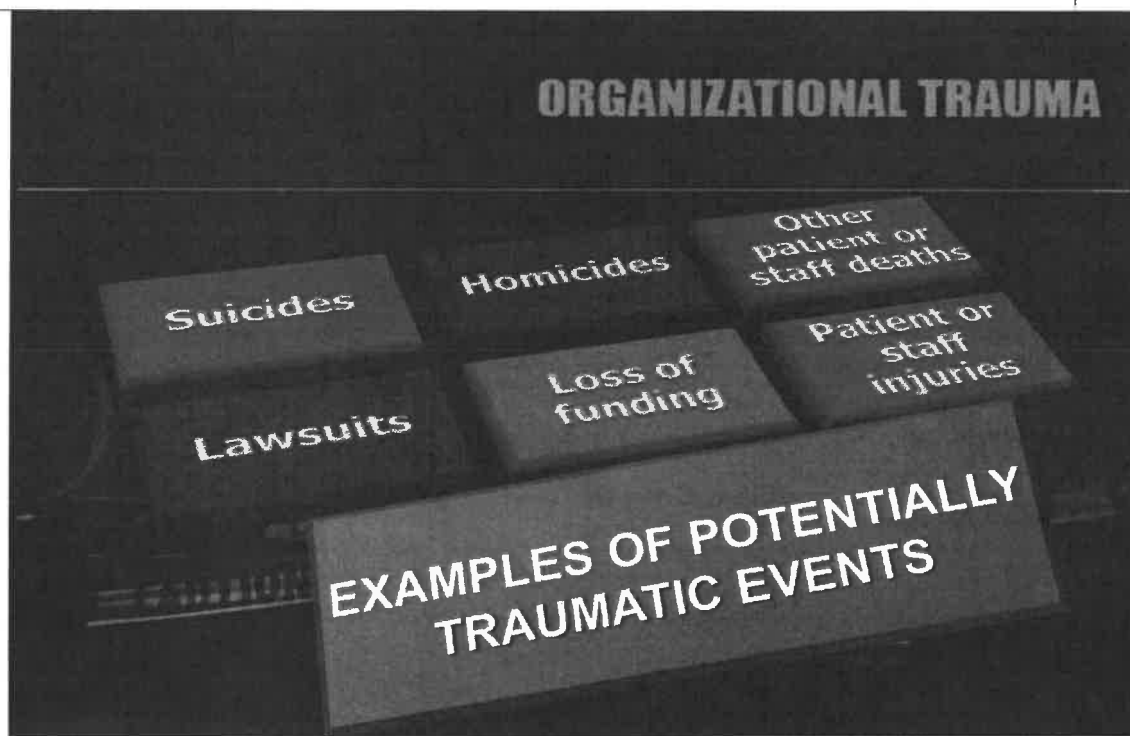 ORGANIZATIONAL TRAUMA
Suicides
Homicides
Other
patient or
staff deaths
Lawsuits
Loss of
funding
Patient or
staff
injuries
EXAMPLES OF POTENTIALLY
TRAUMATIC EVENTS